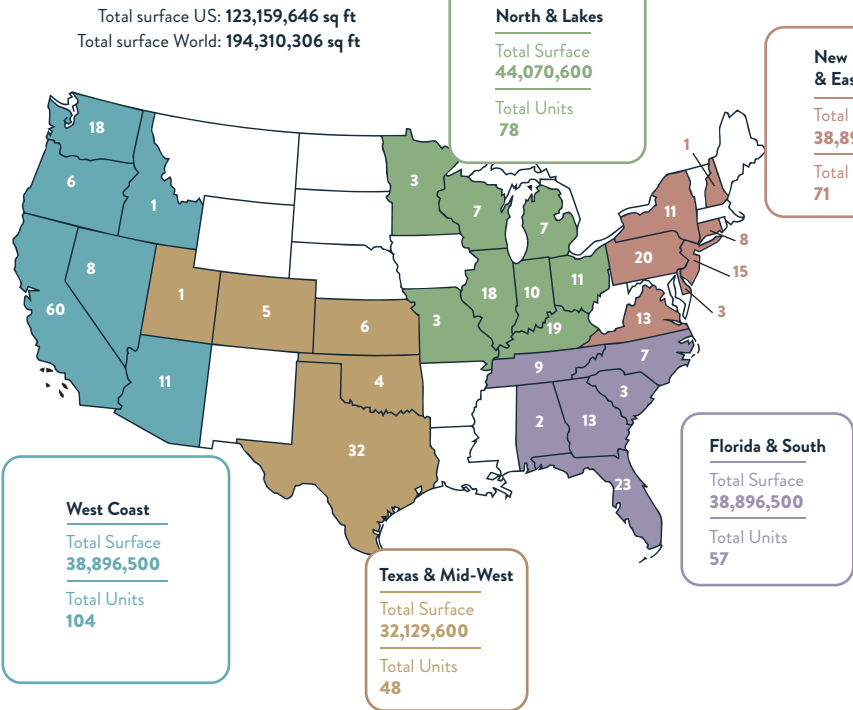 Total surface US: 123,159,646 sq ft
Total surface World: 194,310,306 sq ft
North & Lakes
Total Surface
44,070,600
Total Units
78
New
& Eas
Total
38,89
Total
71
18
6
1
8
60
11
1
5
6
4
32
3
7
7
18
10
11
3
19
1
11
8
20
15
3
13
7
9
3
2
13
23
West Coast
Total Surface
38,896,500
Total Units
104
Texas & Mid-West
Total Surface
32,129,600
Total Units
48
Florida & South
Total Surface
38,896,500
Total Units
57